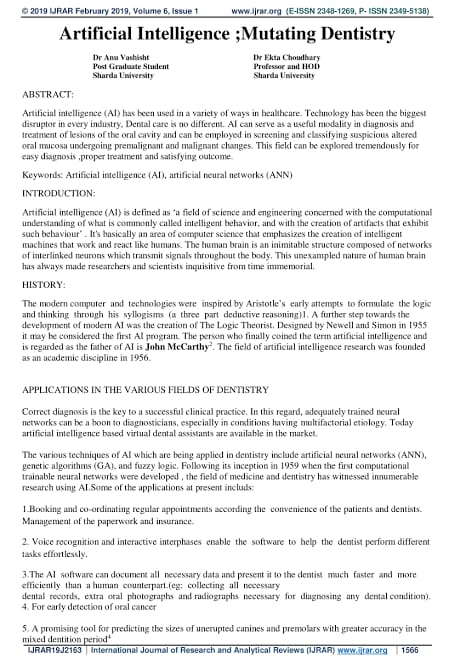 © 2019 IJRAR February 2019, Volume 6, Issue 1 www.ijrar.org (E-ISSN 2348-1269, P- ISSN 2349-5138)
Artificial Intelligence ;Mutating Dentistry
Dr Anu Vashisht Dr Ekta Choudhary
Post Graduate Student Professor and HOD
Sharda University Sharda University
ABSTRACT:
Artificial intelligence (AI) has been used in a variety of ways in healthcare. Technology has been the biggest
disruptor in every industry, Dental care is no different. AI can serve as a useful modality in diagnosis and
treatment of lesions of the oral cavity and can be employed in screening and classifying suspicious altered
oral mucosa undergoing premalignant and malignant changes. This field can be explored tremendously for
easy diagnosis ,proper treatment and satisfying outcome.
Keywords: Artificial intelligence (AI), artificial neural networks (ANN)
INTRODUCTION:
Artificial intelligence (AI) is defined as ‘a field of science and engineering concerned with the computational
understanding of what is commonly called intelligent behavior, and with the creation of artifacts that exhibit
such behaviour’ . It's basically an area of computer science that emphasizes the creation of intelligent
machines that work and react like humans. The human brain is an inimitable structure composed of networks
of interlinked neurons which transmit signals throughout the body. This unexampled nature of human brain
has always made researchers and scientists inquisitive from time immemorial.
HISTORY:
The modern computer and technologies were inspired by Aristotle’s early attempts to formulate the logic
and thinking through his syllogisms (a three part deductive reasoning)1. A further step towards the
development of modern AI was the creation of The Logic Theorist. Designed by Newell and Simon in 1955
it may be considered the first AI program. The person who finally coined the term artificial intelligence and
is regarded as the father of AI is John McCarthy². The field of artificial intelligence research was founded
as an academic discipline in 1956.
APPLICATIONS IN THE VARIOUS FIELDS OF DENTISTRY
Correct diagnosis is the key to a successful clinical practice. In this regard, adequately trained neural
networks can be a boon to diagnosticians, especially in conditions having multifactorial etiology. Today
artificial intelligence based virtual dental assistants are available in the market.
The various techniques of AI which are being applied in dentistry include artificial neural networks (ANN),
genetic algorithms (GA), and fuzzy logic. Following its inception in 1959 when the first computational
trainable neural networks were developed , the field of medicine and dentistry has witnessed innumerable
research using AI.Some of the applications at present includs:
1.Booking and co-ordinating regular appointments according the convenience of the patients and dentists.
Management of the paperwork and insurance.
2. Voice recognition and interactive interphases enable the software to help the dentist perform different
tasks effortlessly.
3.The AI software can document all necessary data and present it to the dentist much faster and more
efficiently than a human counterpart.(eg: collecting all necessary
dental records, extra oral photographs and radiographs necessary for diagnosing any dental condition).
4. For early detection of oral cancer
5. A promising tool for predicting the sizes of unerupted canines and premolars with greater accuracy in the
mixed dentition period⁴
IJRAR19J2163 International Journal of Research and Analytical Reviews (IJRAR) www.ijrar.org 1566